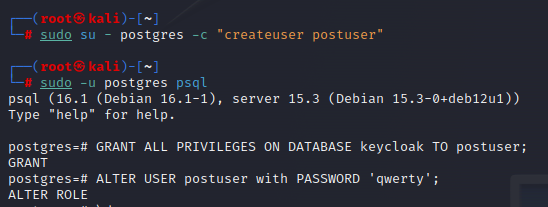 ┌──(root㉿kali)-[~]
└─# sudo su - postgres -c "createuser postuser"
┌──(root㉿kali)-[~]
└─# sudo -u postgres psql
psql (16.1 (Debian 16.1-1), server 15.3 (Debian 15.3-0+deb12u1))
Type "help" for help.
postgres=# GRANT ALL PRIVILEGES ON DATABASE keycloak TO postuser;
GRANT
postgres=# ALTER USER postuser with PASSWORD 'qwerty';
ALTER ROLE